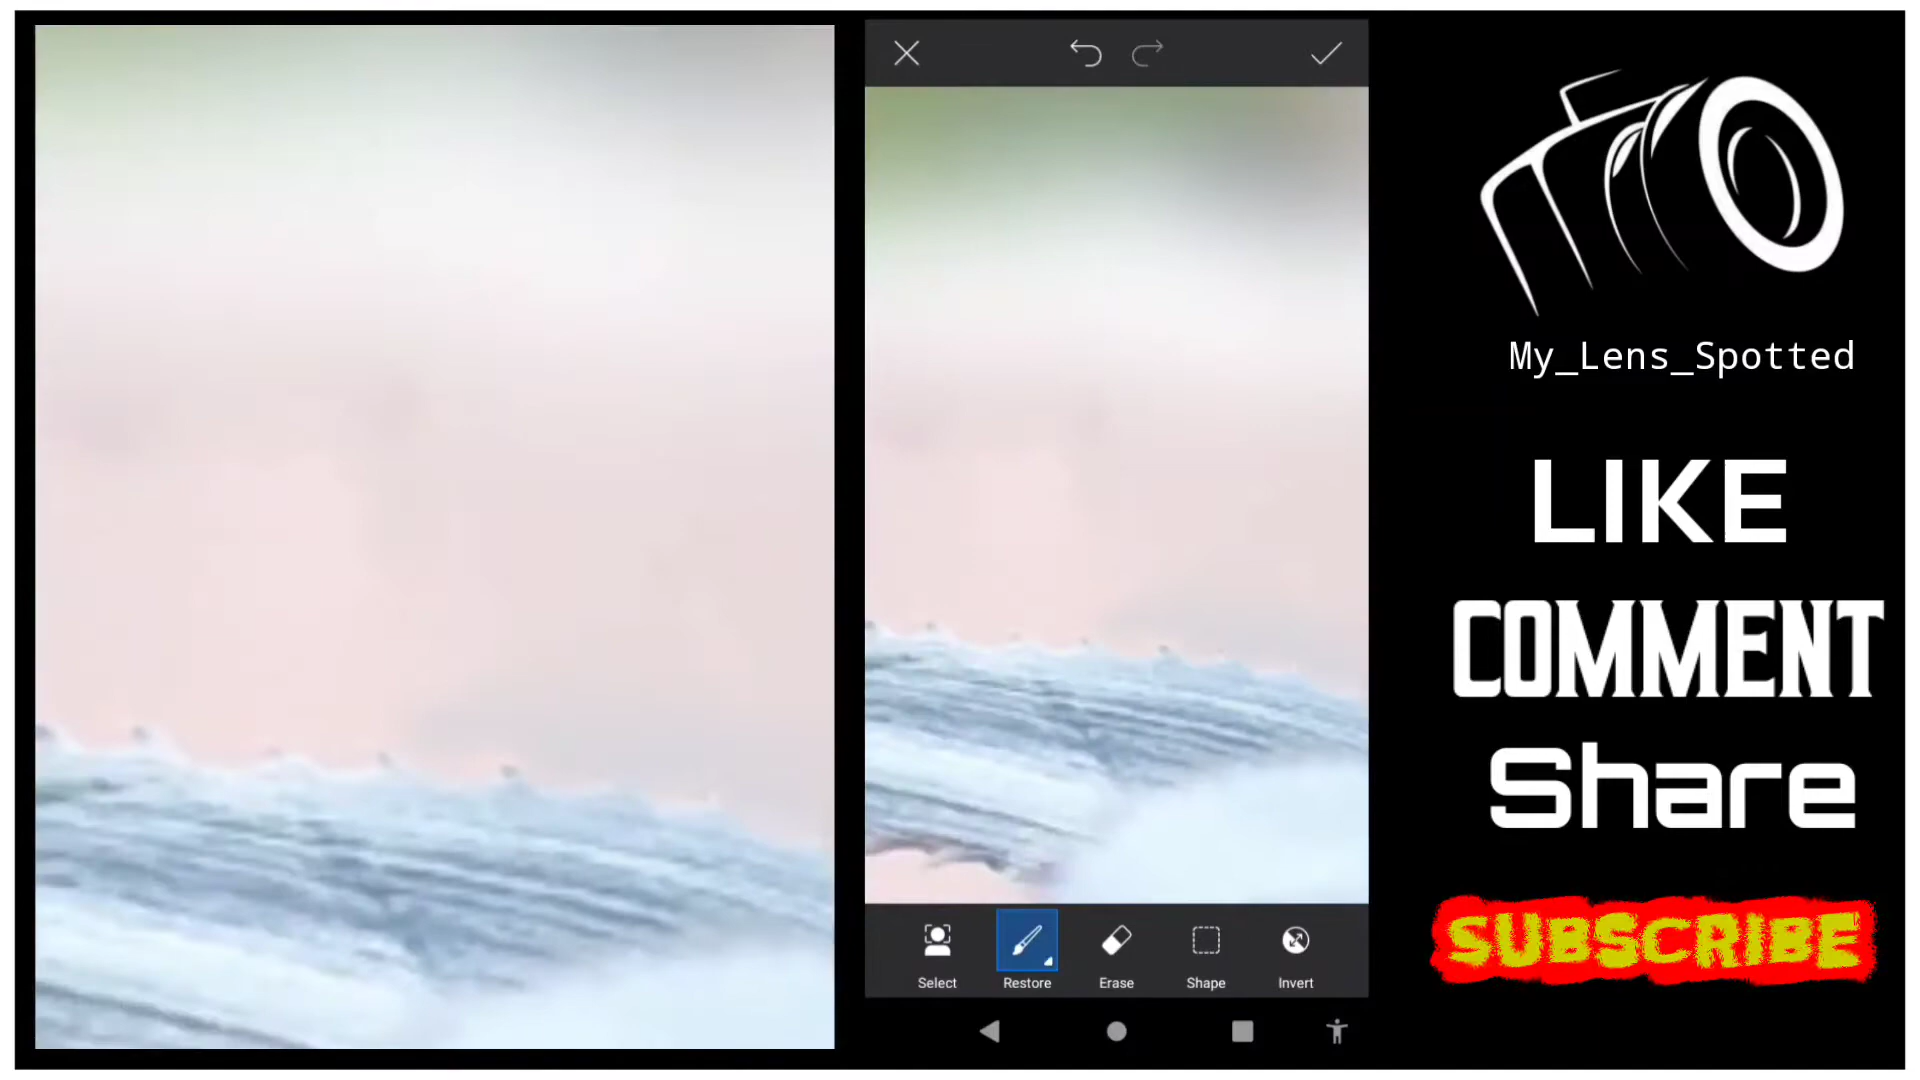 My_Lens_Spotted
LIKE
COMMENT
Share
SUBSCRIBE
Select Restore Erase Shape Invert